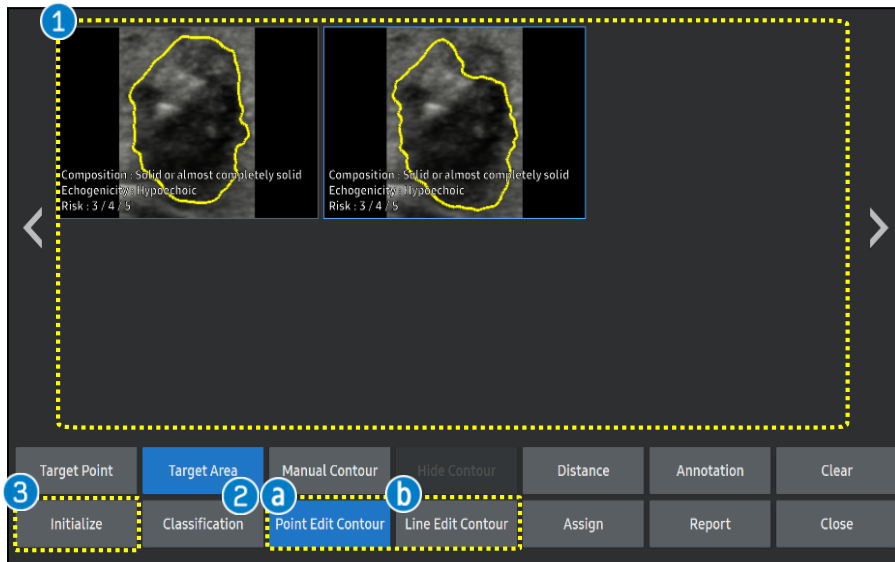 1
Composition : Solid or almost completely solid
Echogenicity : Hypoechoic
Risk : 3 / 4 / 5
Composition : Solid or almost completely solid
Echogenicity : Hypoechoic
Risk : 3 / 4 / 5
Target Point
Target Area
Manual Contour
Hide Contour
Distance
Annotation
Clear
3
2
a
b
Initialize
Classification
Point Edit Contour
Line Edit Contour
Assign
Report
Close